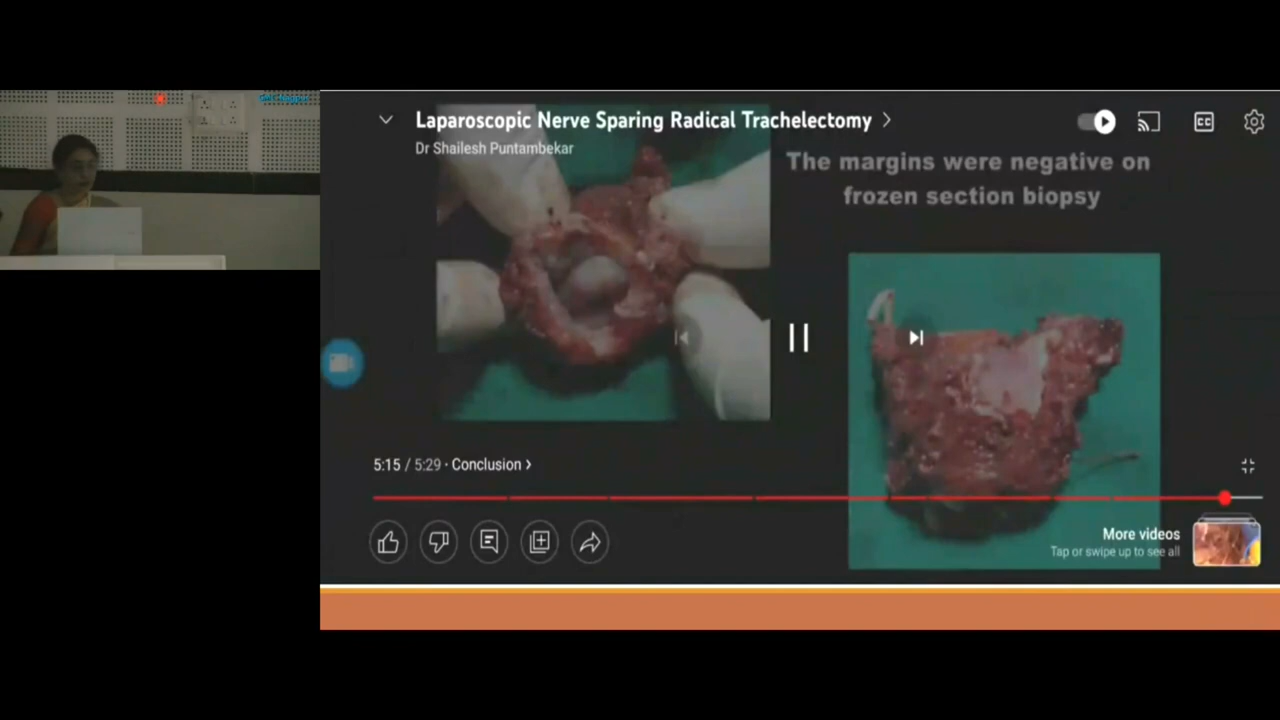 Laparoscopic Nerve Sparing Radical Trachelectomy
Dr Shailesh Puntambekar
CC
The margins were negative on
frozen section biopsy
5:15 / 5:29 · Conclusion
More videos
Tap or swipe up to see all